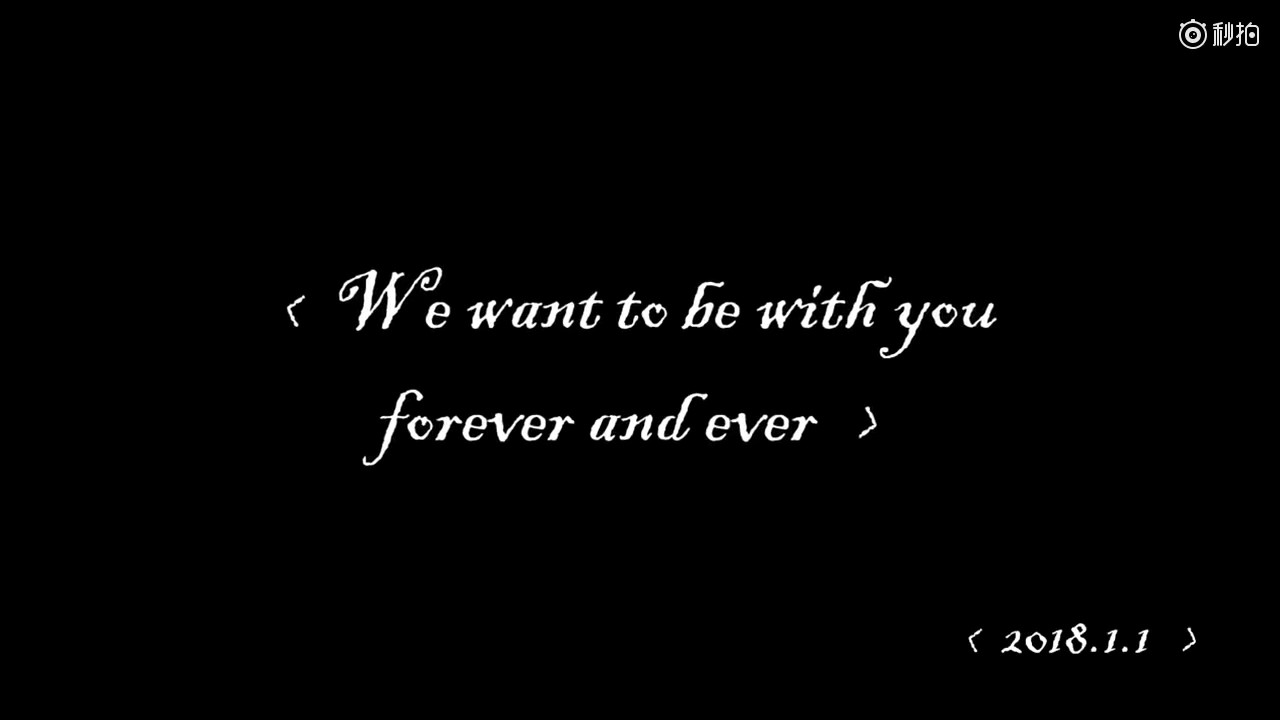 秒拍
< We want to be with you
forever and ever >
< 2018.1.1 >